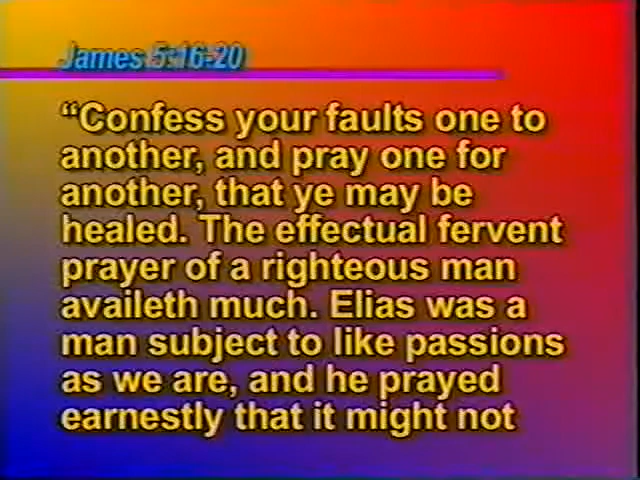 James 5:16-20
“Confess your faults one to
another, and pray one for
another, that ye may be
healed. The effectual fervent
prayer of a righteous man
availeth much. Elias was a
man subject to like passions
as we are, and he prayed
earnestly that it might not